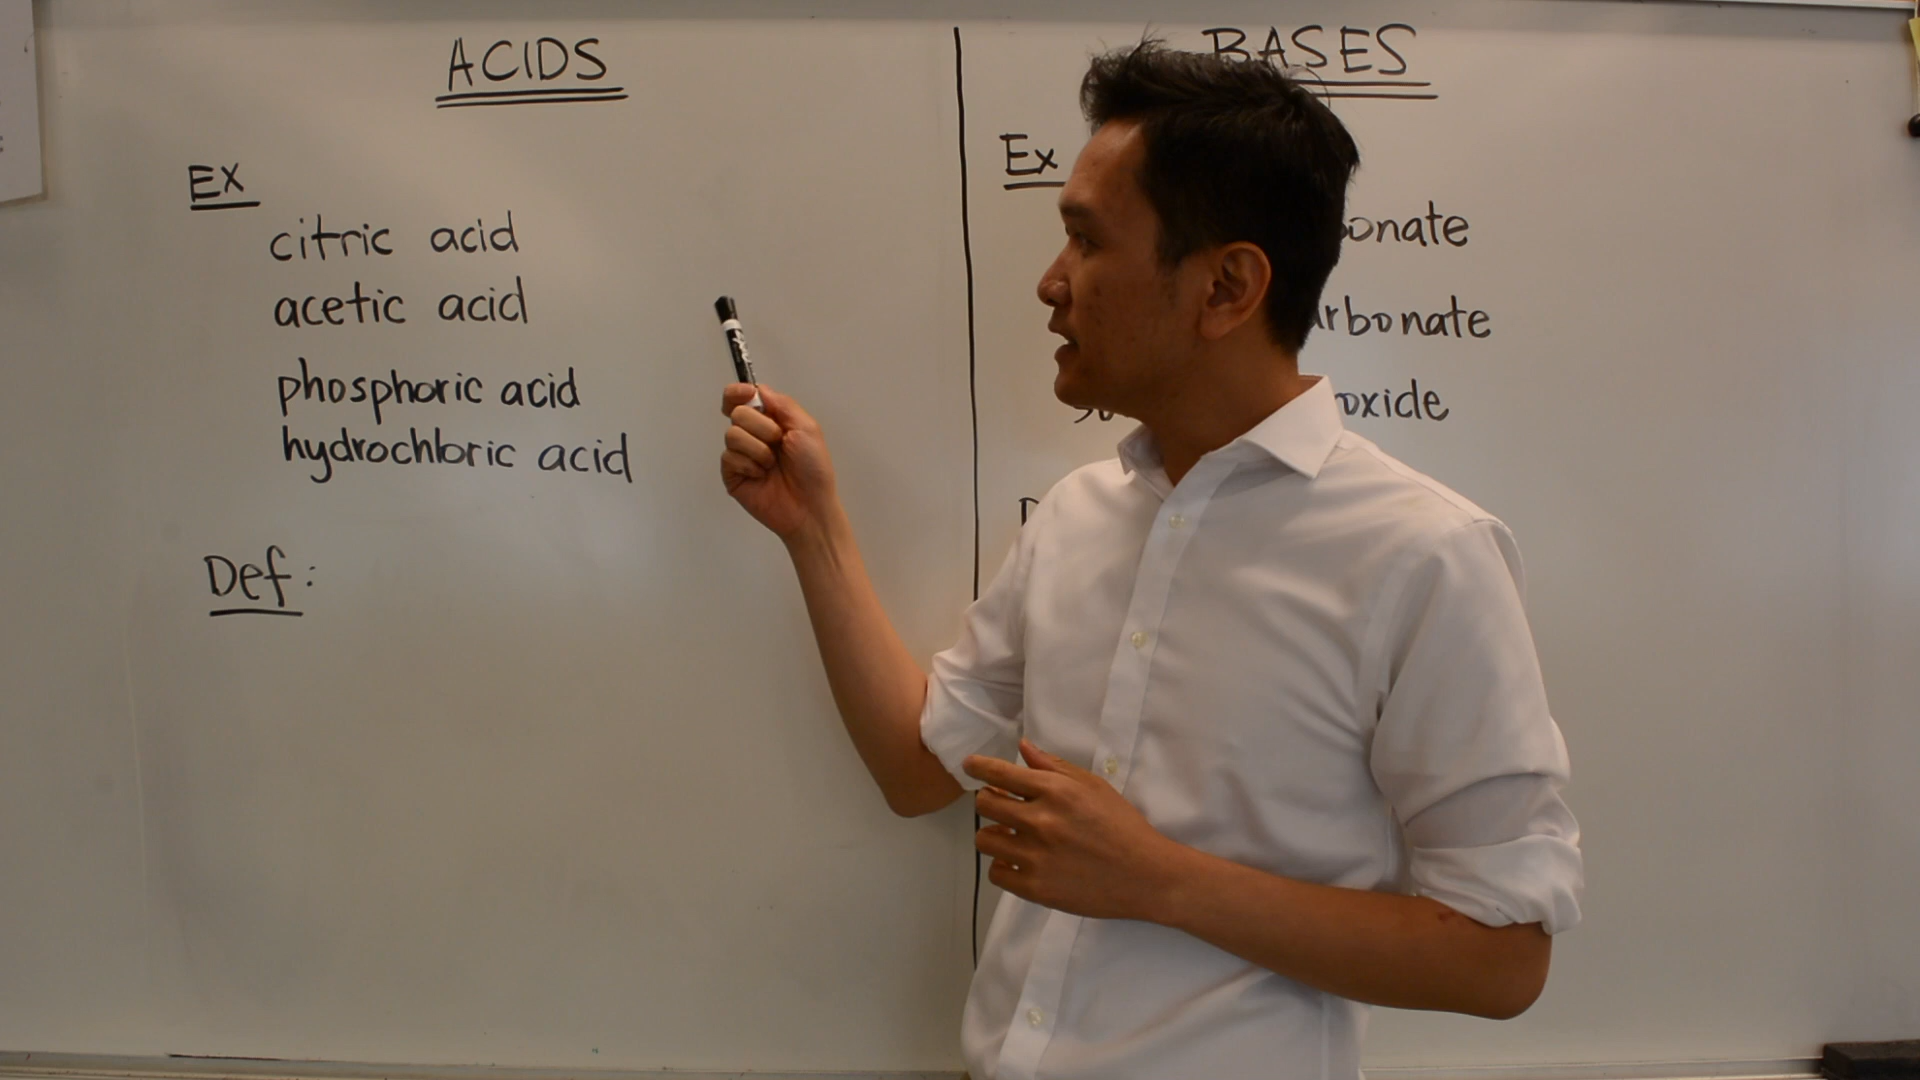 ACIDS
EX
citric acid
acetic acid
phosphoric acid
hydrochloric acid
Def:
BASES
Ex